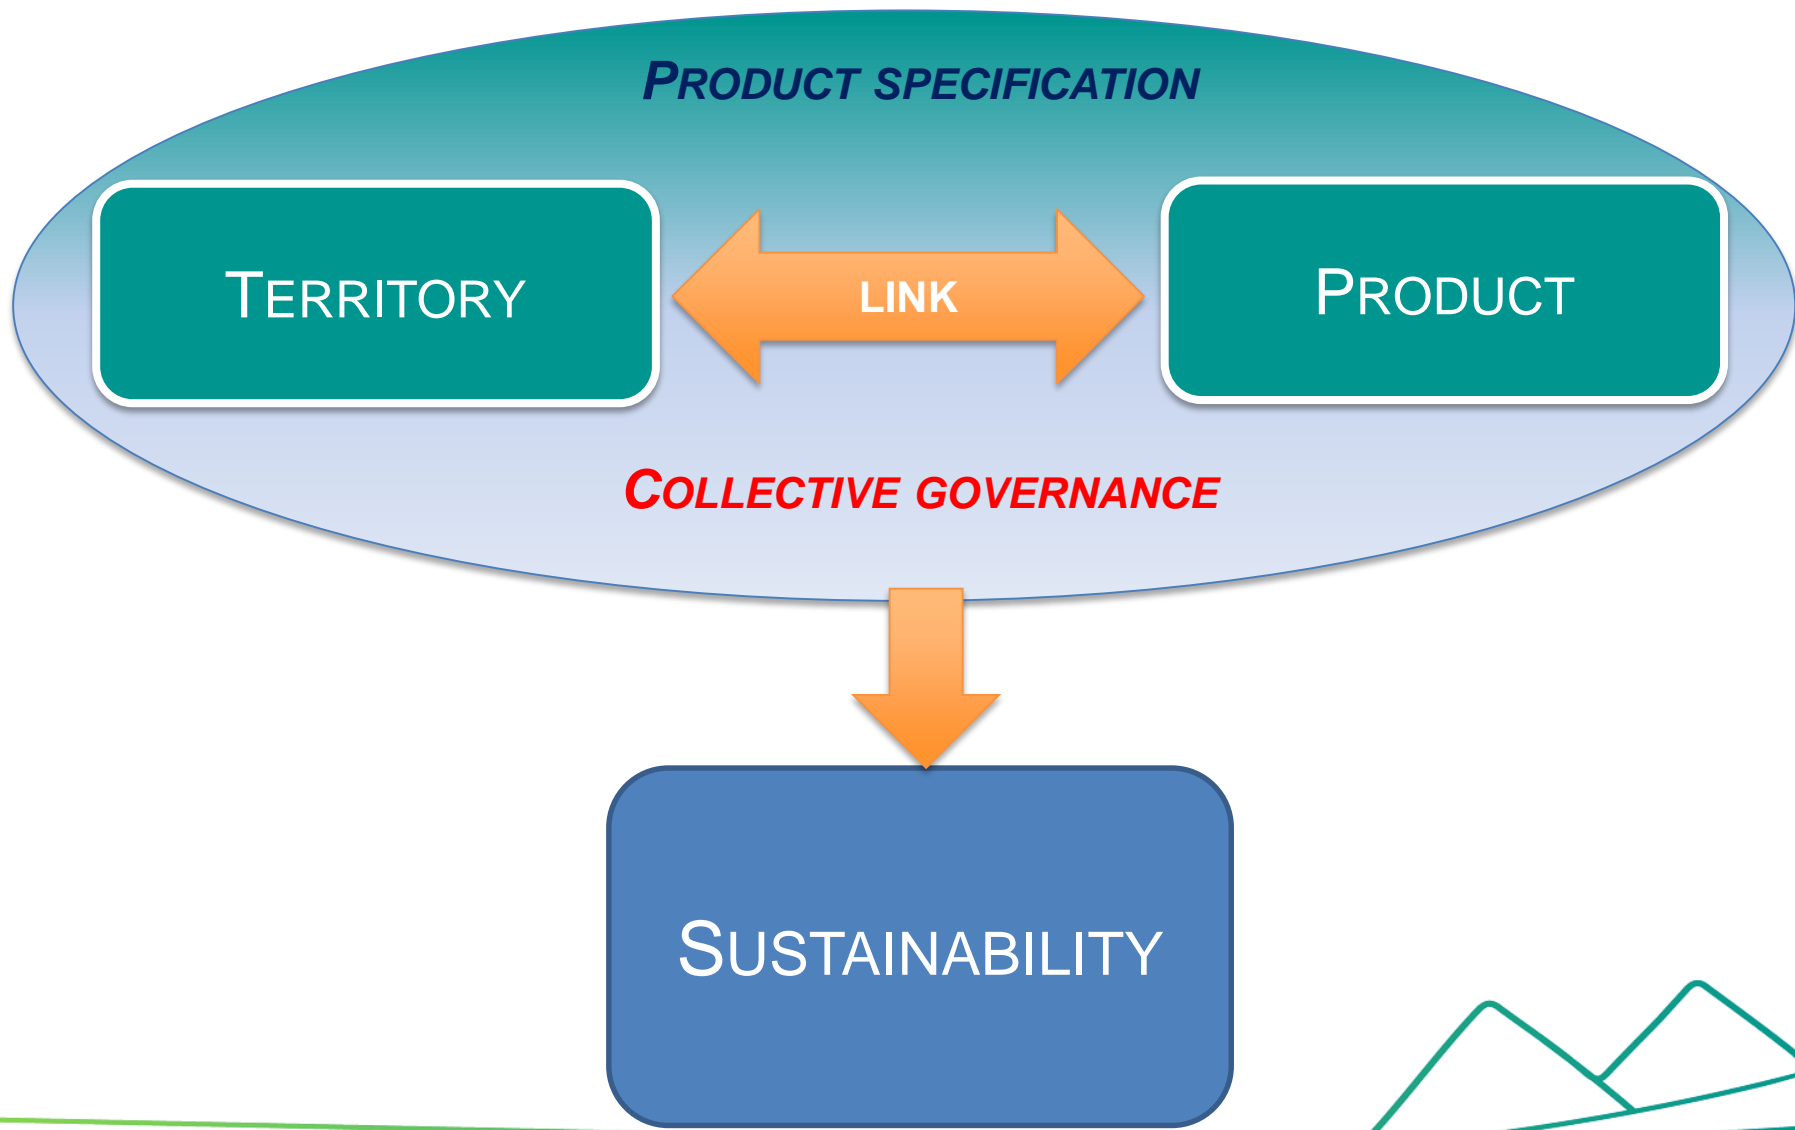 PRODUCT SPECIFICATION
TERRITORY
LINK
PRODUCT
COLLECTIVE GOVERNANCE
SUSTAINABILITY